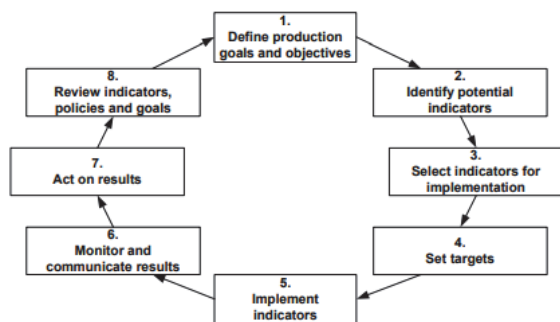 1.
Define production
goals and objectives
2.
Identify potential
indicators
3.
Select indicators for
implementation
4.
Set targets
5.
Implement
indicators
6.
Monitor and
communicate results
7.
Act on results
8.
Review indicators,
policies and goals